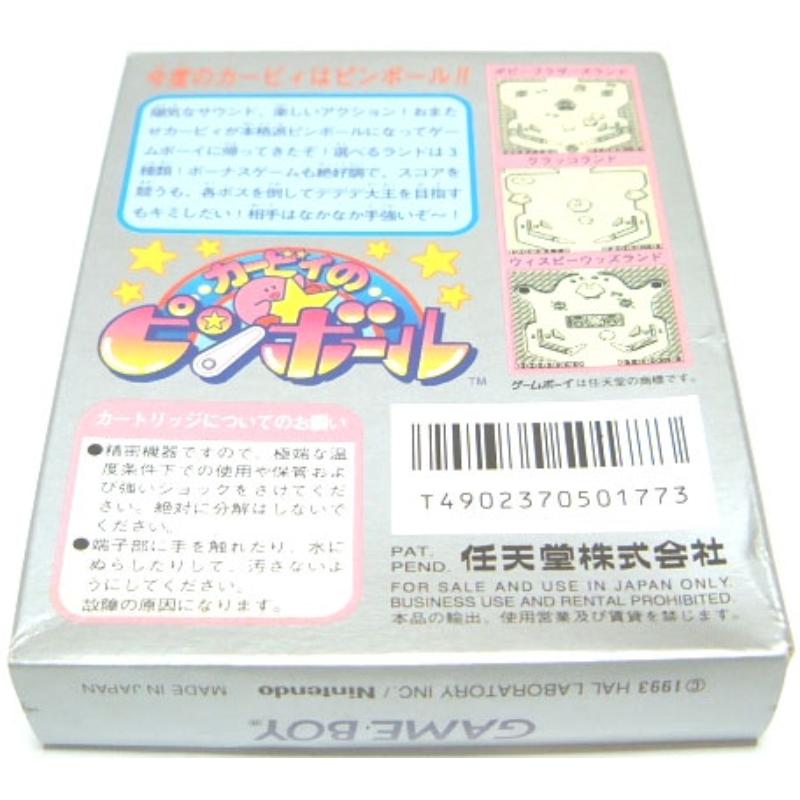 今度のカービィはピンボール!!
陽気なサウンド、楽しいアクション!おまた
せカービィが本格派ピンボールになってゲー
ムボーイに帰ってきたぞ!選べるランドは3
種類!ボーナスゲームも絶好調で、スコアを
競うも、各ボスを倒してデデデ大王を目指す
もキミしだい!相手はなかなか手強いぞ〜!
カービィの
ピンボール
TM
ポピーブラザーズランド
クラッコランド
ウィスピーウッズランド
ゲームボーイは任天堂の商標です。
カートリッジについてのお願い
●精密機器ですので、極端な温
度条件下での使用や保管およ
び強いショックをさけてくだ
さい。絶対に分解はしないで
ください。
●端子部に手を触れたり、水に
ぬらしたりして、汚さないよ
うにしてください。
故障の原因になります。
T4902370501773
PAT.
PEND. 任天堂株式会社
FOR SALE AND USE IN JAPAN ONLY.
BUSINESS USE AND RENTAL PROHIBITED.
本品の輸出、使用営業及び賃貸を禁じます。
©1993 HAL LABORATORY INC./Nintendo MADE IN JAPAN
GAME BOY